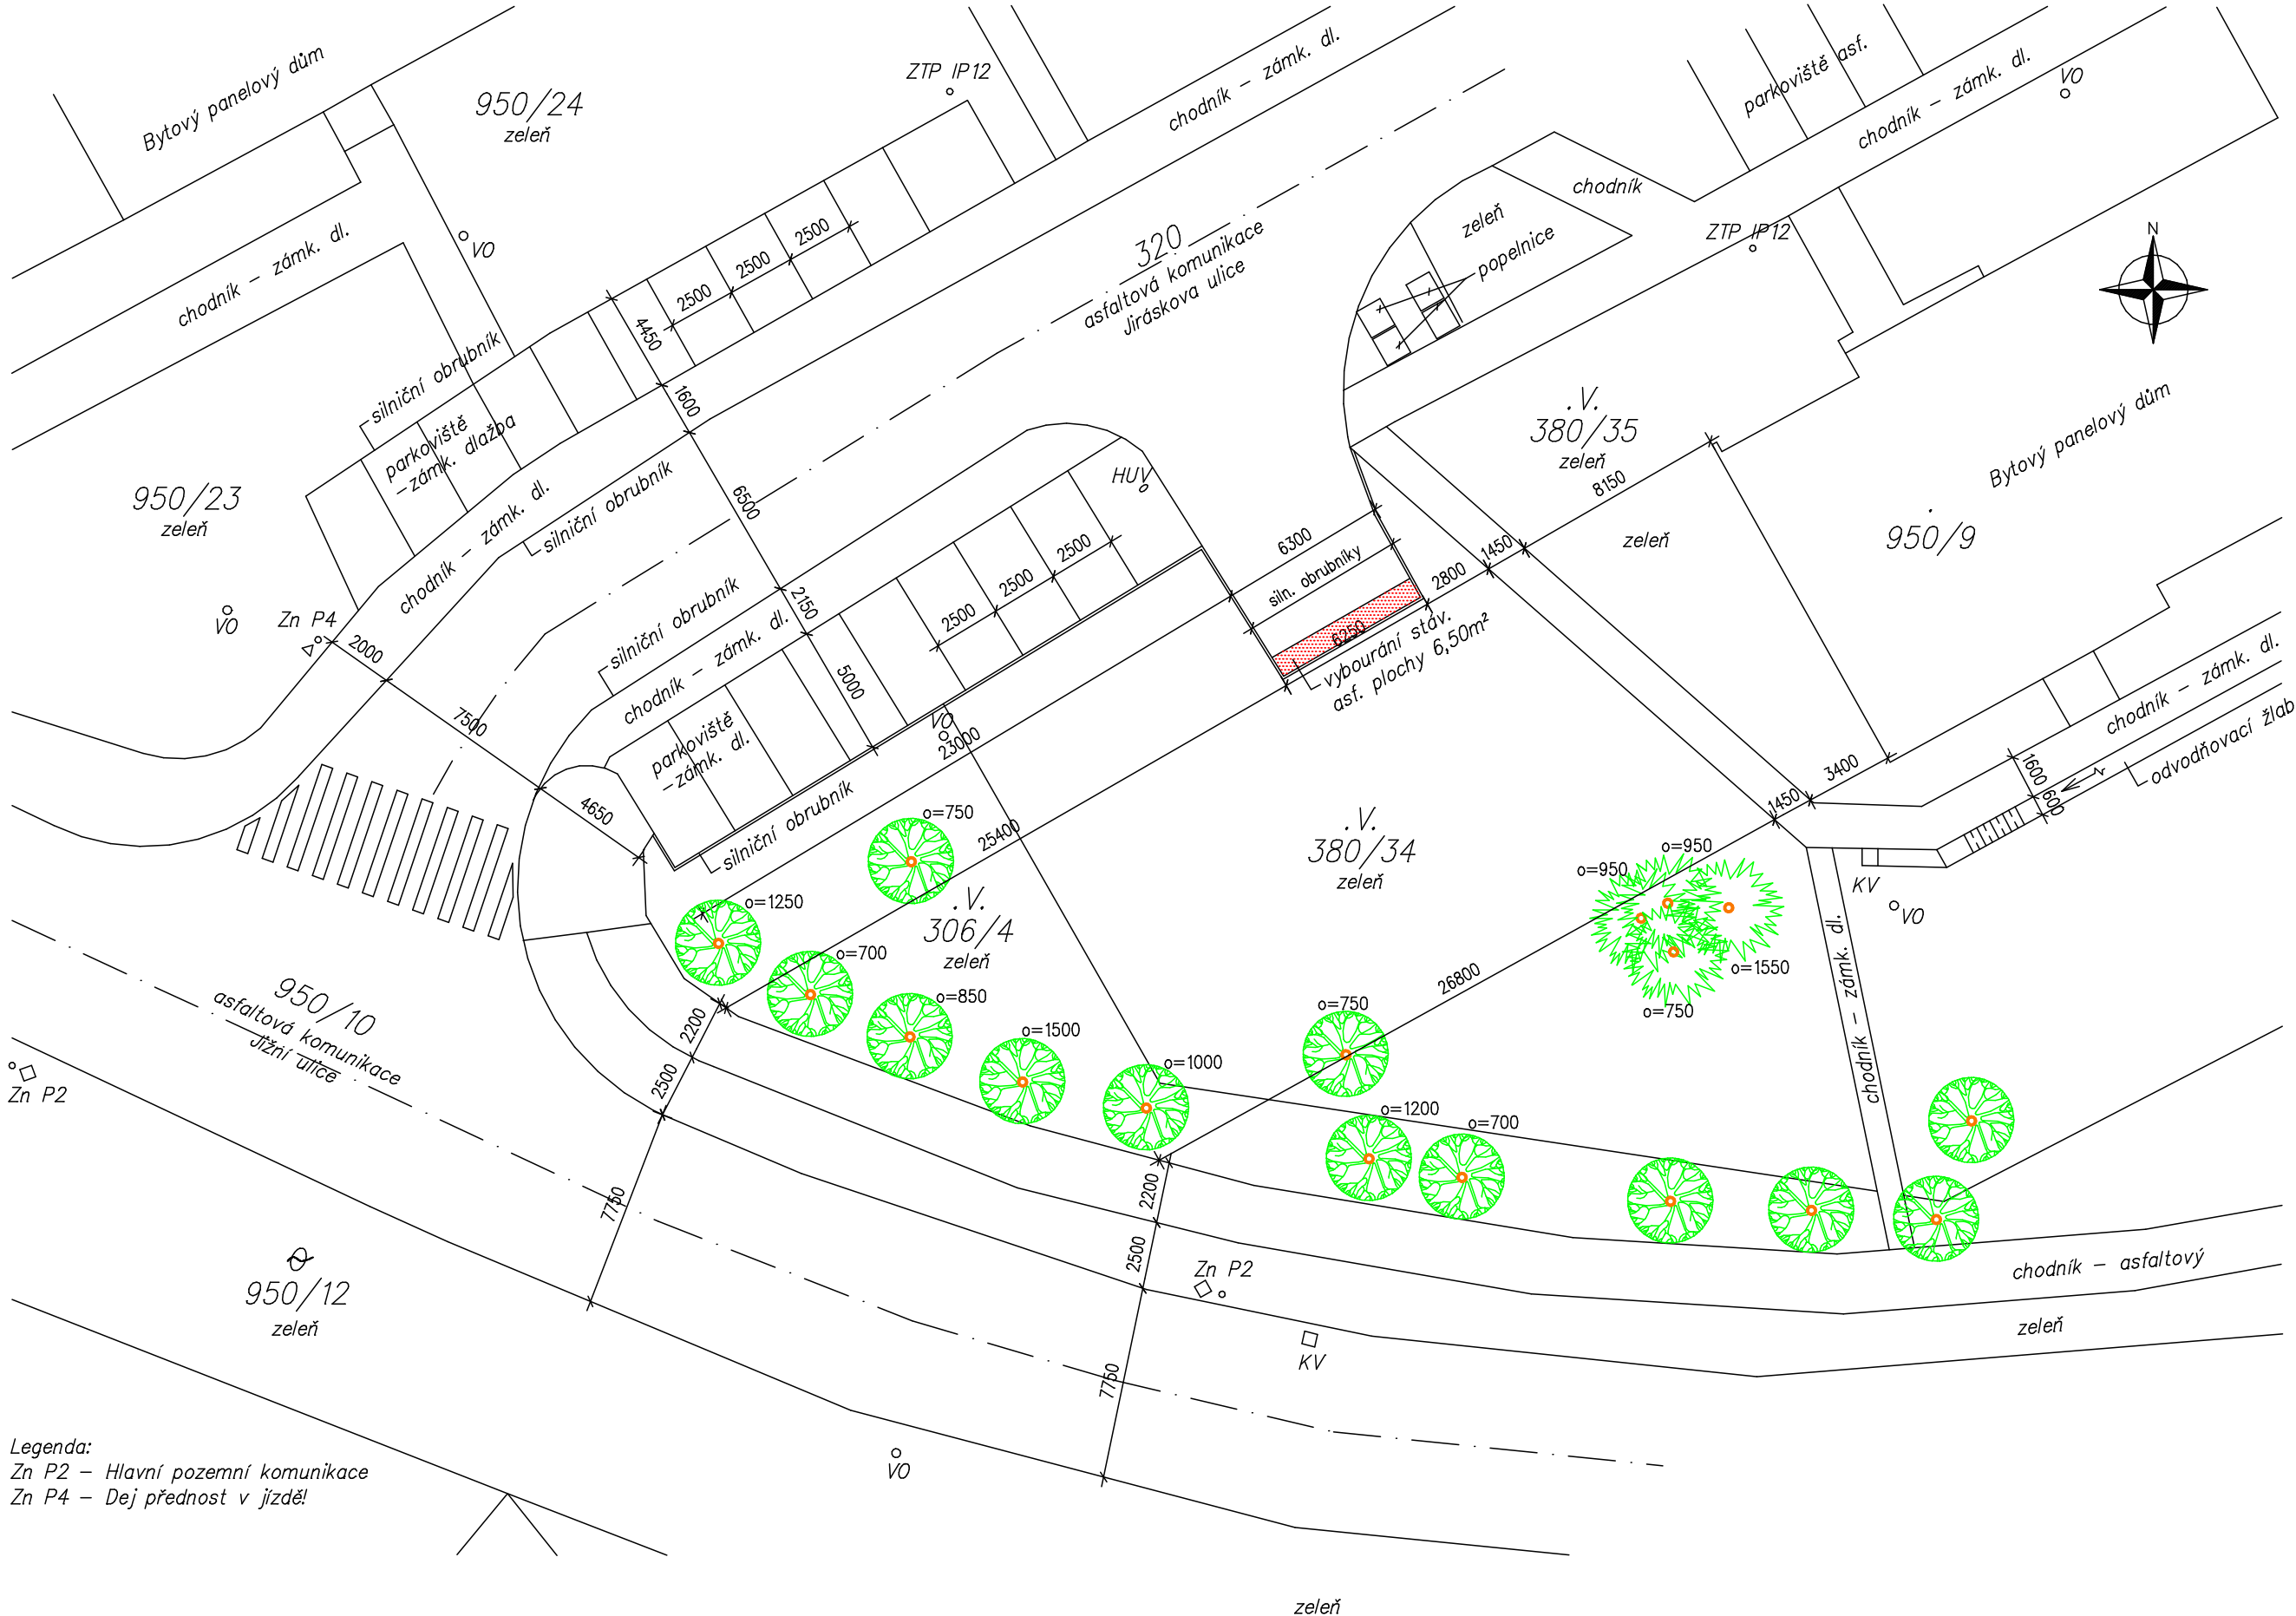 Bytový panelový dům
950/24
zeleň
ZTP IP12
chodník - zámk. dl.
parkoviště asf.
chodník - zámk. dl.
VO
chodník
zeleň
popelnice
ZTP IP12
N
VO
chodník - zámk. dl.
2500
2500
2500
4450
1600
320
asfaltová komunikace
Jiráskova ulice
silniční obrubník
parkoviště
-zámk. dlažba
950/23
zeleň
chodník - zámk. dl.
silniční obrubník
6500
HUV
.V.
380/35
zeleň
8150
Bytový panelový dům
950/9
zeleň
6300
siln. obrubníky
1450
2800
6250
vybourání stáv.
asf. plochy 6,50m²
2500
2500
2500
2150
5000
silniční obrubník
chodník - zámk. dl.
parkoviště
-zámk. dl.
VO
Zn P4
2000
7500
4650
VO
23000
silniční obrubník
25400
chodník - zámk. dl.
odvodňovací žlab
1600
600
3400
1450
KV
VO
.V.
380/34
zeleň
o=750
o=1250
o=700
o=850
o=1500
o=1000
.V.
306/4
zeleň
o=950
o=950
o=1550
o=750
26800
o=750
o=1200
o=700
chodník - zámk. dl.
950/10
asfaltová komunikace
Jižní ulice
Zn P2
2200
2500
7750
2200
2500
7750
Zn P2
KV
chodník - asfaltový
zeleň
950/12
zeleň
VO
Legenda:
Zn P2 - Hlavní pozemní komunikace
Zn P4 - Dej přednost v jízdě!
zeleň